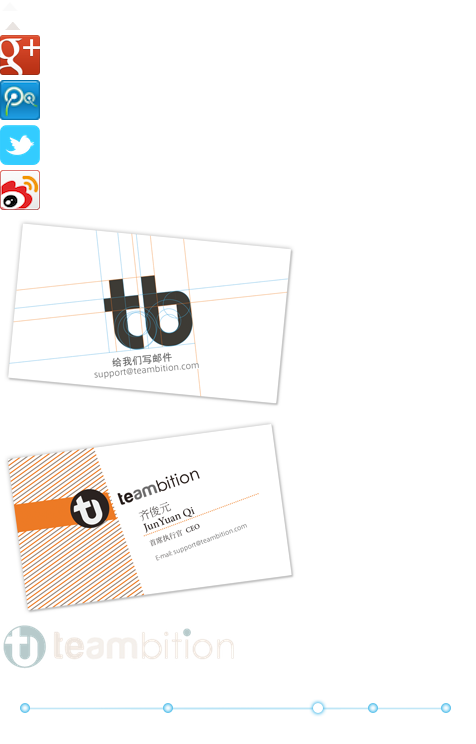 g+
tb
给我们写邮件
support@teambition.com
teambition
齐俊元
JunYuan Qi
首席执行官 CEO
E-mail support@teambition.com
teambition